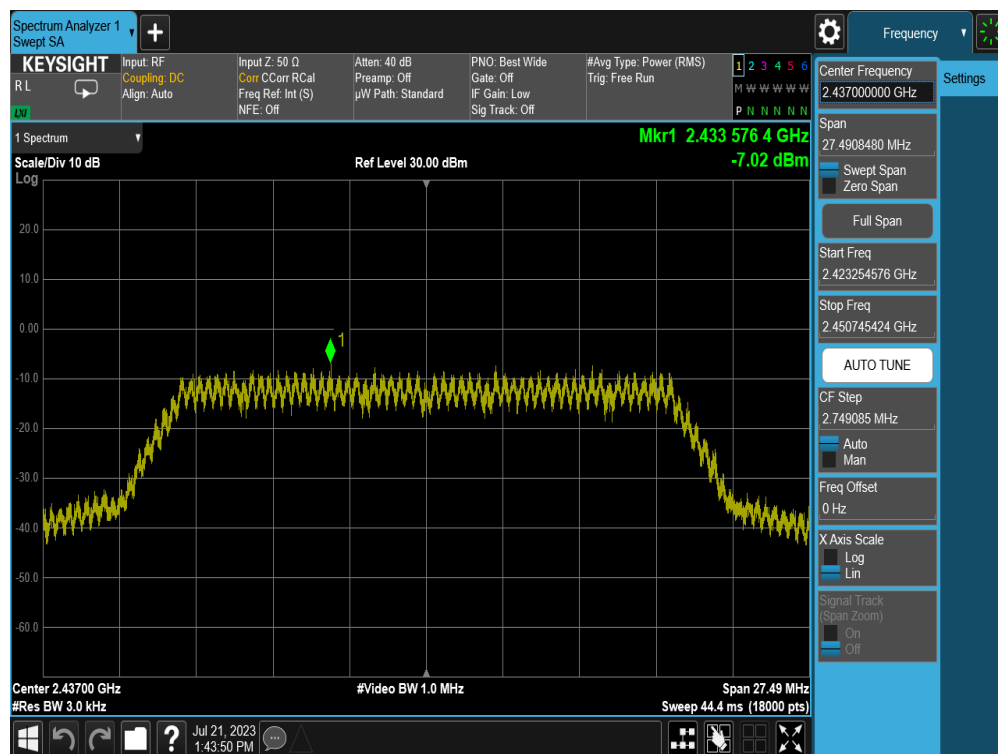 Spectrum Analyzer 1
Swept SA
+
Frequency
KEYSIGHT
R L
LXI
Input: RF
Coupling: DC
Align: Auto
Input Z: 50 Ω
Corr CCorr RCal
Freq Ref: Int (S)
NFE: Off
Atten: 40 dB
Preamp: Off
µW Path: Standard
PNO: Best Wide
Gate: Off
IF Gain: Low
Sig Track: Off
#Avg Type: Power (RMS)
Trig: Free Run
1 2 3 4 5 6
M W W W W W
P N N N N N
1 Spectrum
Mkr1 2.433 576 4 GHz
Scale/Div 10 dB
Ref Level 30.00 dBm
-7.02 dBm
Log
20.0
10.0
0.00
1
-10.0
-20.0
-30.0
-40.0
-50.0
-60.0
Center 2.43700 GHz
#Video BW 1.0 MHz
Span 27.49 MHz
#Res BW 3.0 kHz
Sweep 44.4 ms (18000 pts)
Center Frequency
2.437000000 GHz
Settings
Span
27.4908480 MHz
Swept Span
Zero Span
Full Span
Start Freq
2.423254576 GHz
Stop Freq
2.450745424 GHz
AUTO TUNE
CF Step
2.749085 MHz
Auto
Man
Freq Offset
0 Hz
X Axis Scale
Log
Lin
Signal Track
(Span Zoom)
On
Off
?
Jul 21, 2023
1:43:50 PM